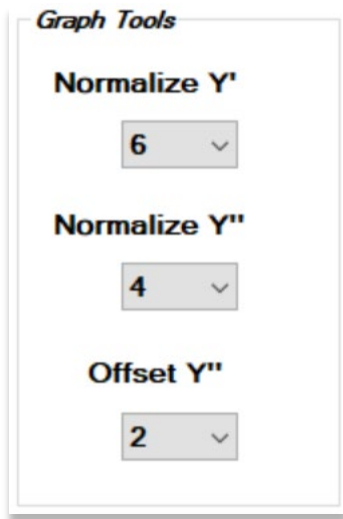 Graph Tools
Normalize Y'
6
Normalize Y''
4
Offset Y''
2